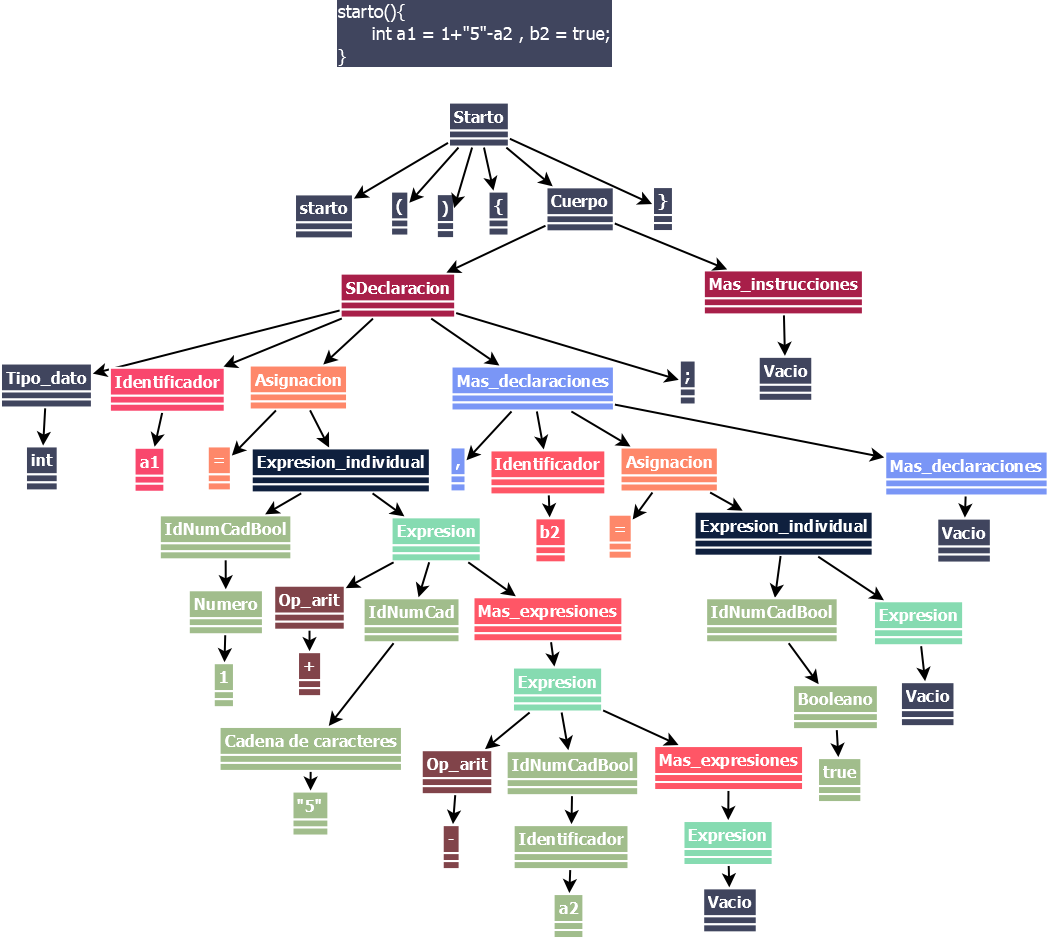 starto(){
int a1 = 1+"5"-a2 , b2 = true;
}
Starto
starto
(
)
{
Cuerpo
}
SDeclaracion
Mas_instrucciones
Tipo_dato
Identificador
Asignacion
Mas_declaraciones
;
Vacio
int
a1
=
Expresion_individual
,
Identificador
Asignacion
Mas_declaraciones
IdNumCadBool
Expresion
b2
=
Expresion_individual
Vacio
Numero
Op_arit
IdNumCad
Mas_expresiones
IdNumCadBool
Expresion
1
+
Expresion
Booleano
Vacio
Cadena de caracteres
Op_arit
IdNumCadBool
Mas_expresiones
true
"5"
-
Identificador
Expresion
a2
Vacio